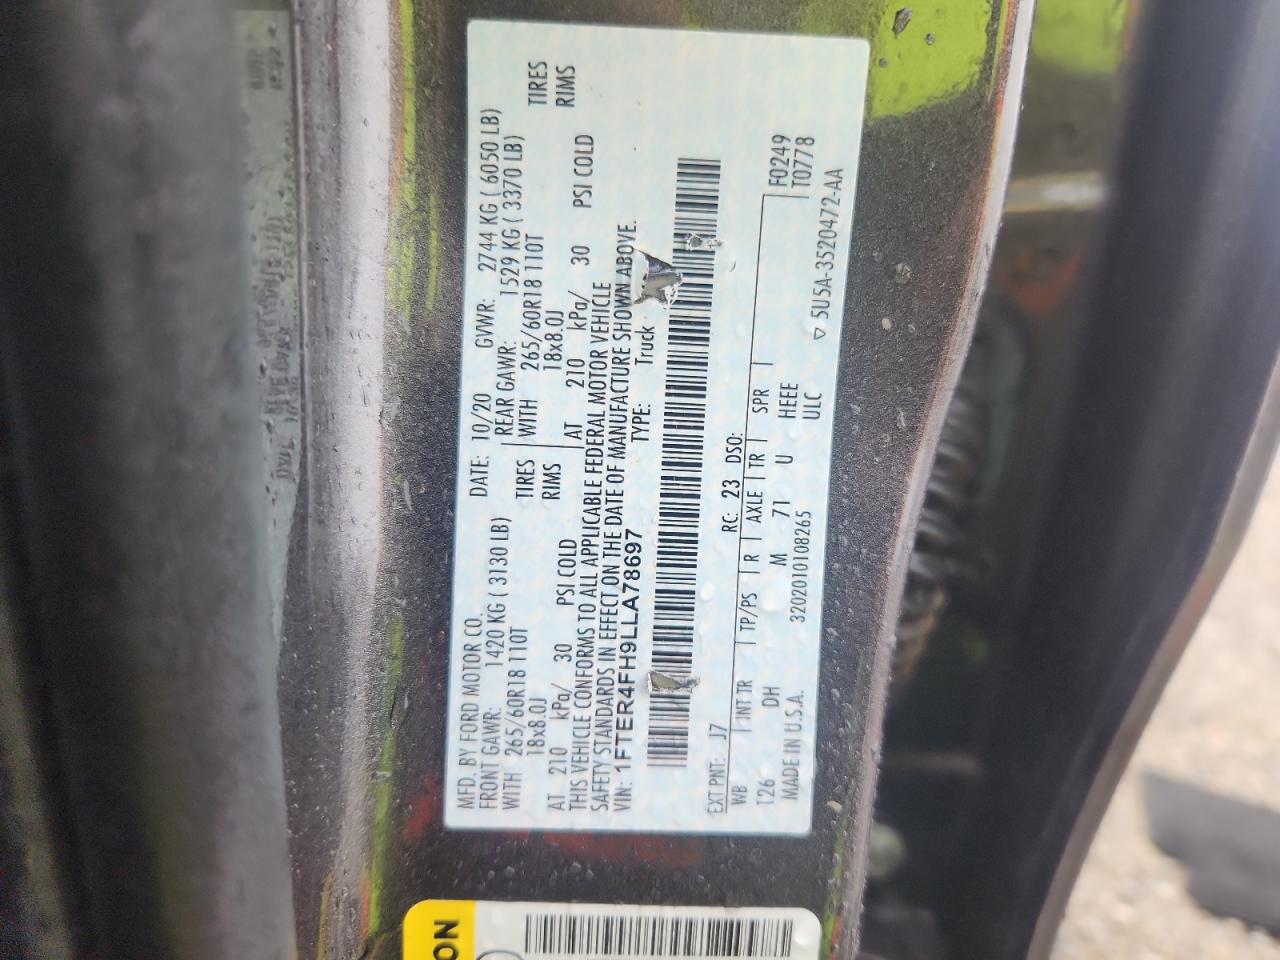 MFD. BY FORD MOTOR CO.
DATE: 10/20 GVWR: 2744 KG ( 6050 LB)
FRONT GAWR: 1420 KG ( 3130 LB) REAR GAWR: 1529 KG ( 3370 LB)
WITH 265/60R18 110T TIRES WITH 265/60R18 110T TIRES
18x8.0J RIMS 18x8.0J RIMS
AT 210 kPa/ 30 PSI COLD AT 210 kPa/ 30 PSI COLD
THIS VEHICLE CONFORMS TO ALL APPLICABLE FEDERAL MOTOR VEHICLE
SAFETY STANDARDS IN EFFECT ON THE DATE OF MANUFACTURE SHOWN ABOVE.
VIN: 1FTER4FH9LLA78697 TYPE: Truck
EXT PNT: J7 RC: 23 DSO: F0249
WB INT TR TP/PS R AXLE TR SPR T0778
126 DH M 71 U HEEE
ULC
MADE IN U.S.A. 320201010108265
5U5A-3520472-AA
ON